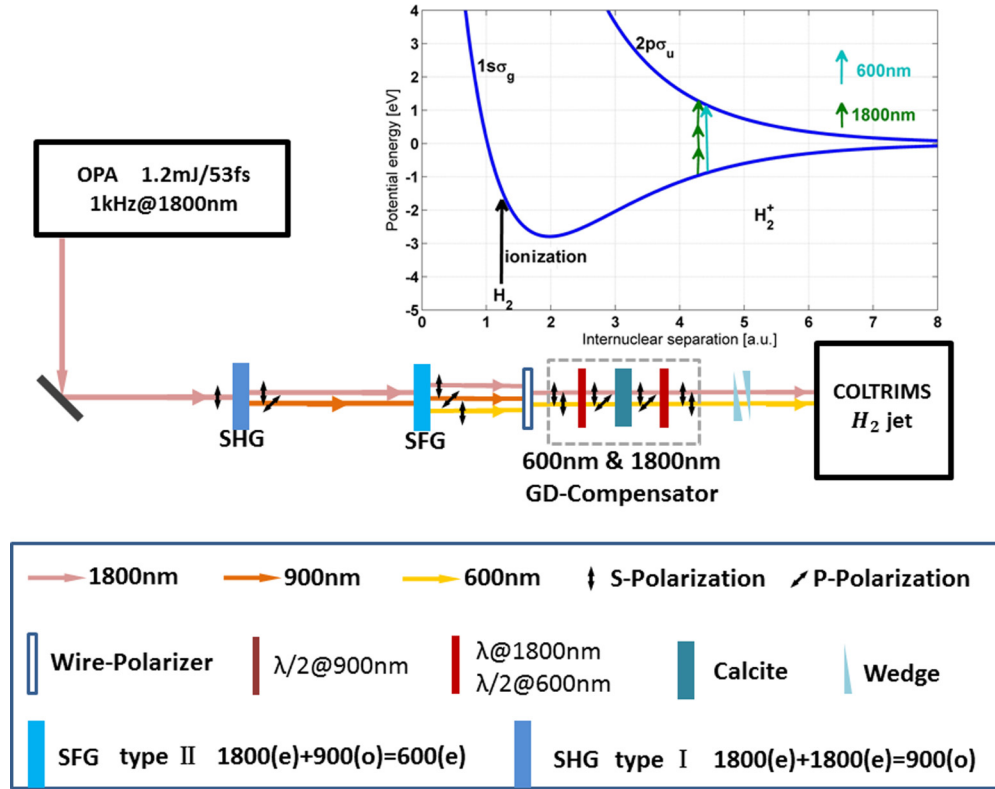 OPA 1.2mJ/53fs
1kHz@1800nm
Potential energy [eV]
4
3
2
1
0
-1
-2
-3
-4
-5
1sσg
2pσu
600nm
1800nm
H2+
ionization
H2
0 1 2 3 4 5 6 7 8
Internuclear separation [a.u.]
SHG
SFG
600nm & 1800nm
GD-Compensator
COLTRIMS
H2 jet
1800nm 900nm 600nm S-Polarization P-Polarization
Wire-Polarizer λ/2@900nm λ@1800nm Calcite Wedge
λ/2@600nm
SFG type II 1800(e)+900(o)=600(e) SHG type I 1800(e)+1800(e)=900(o)